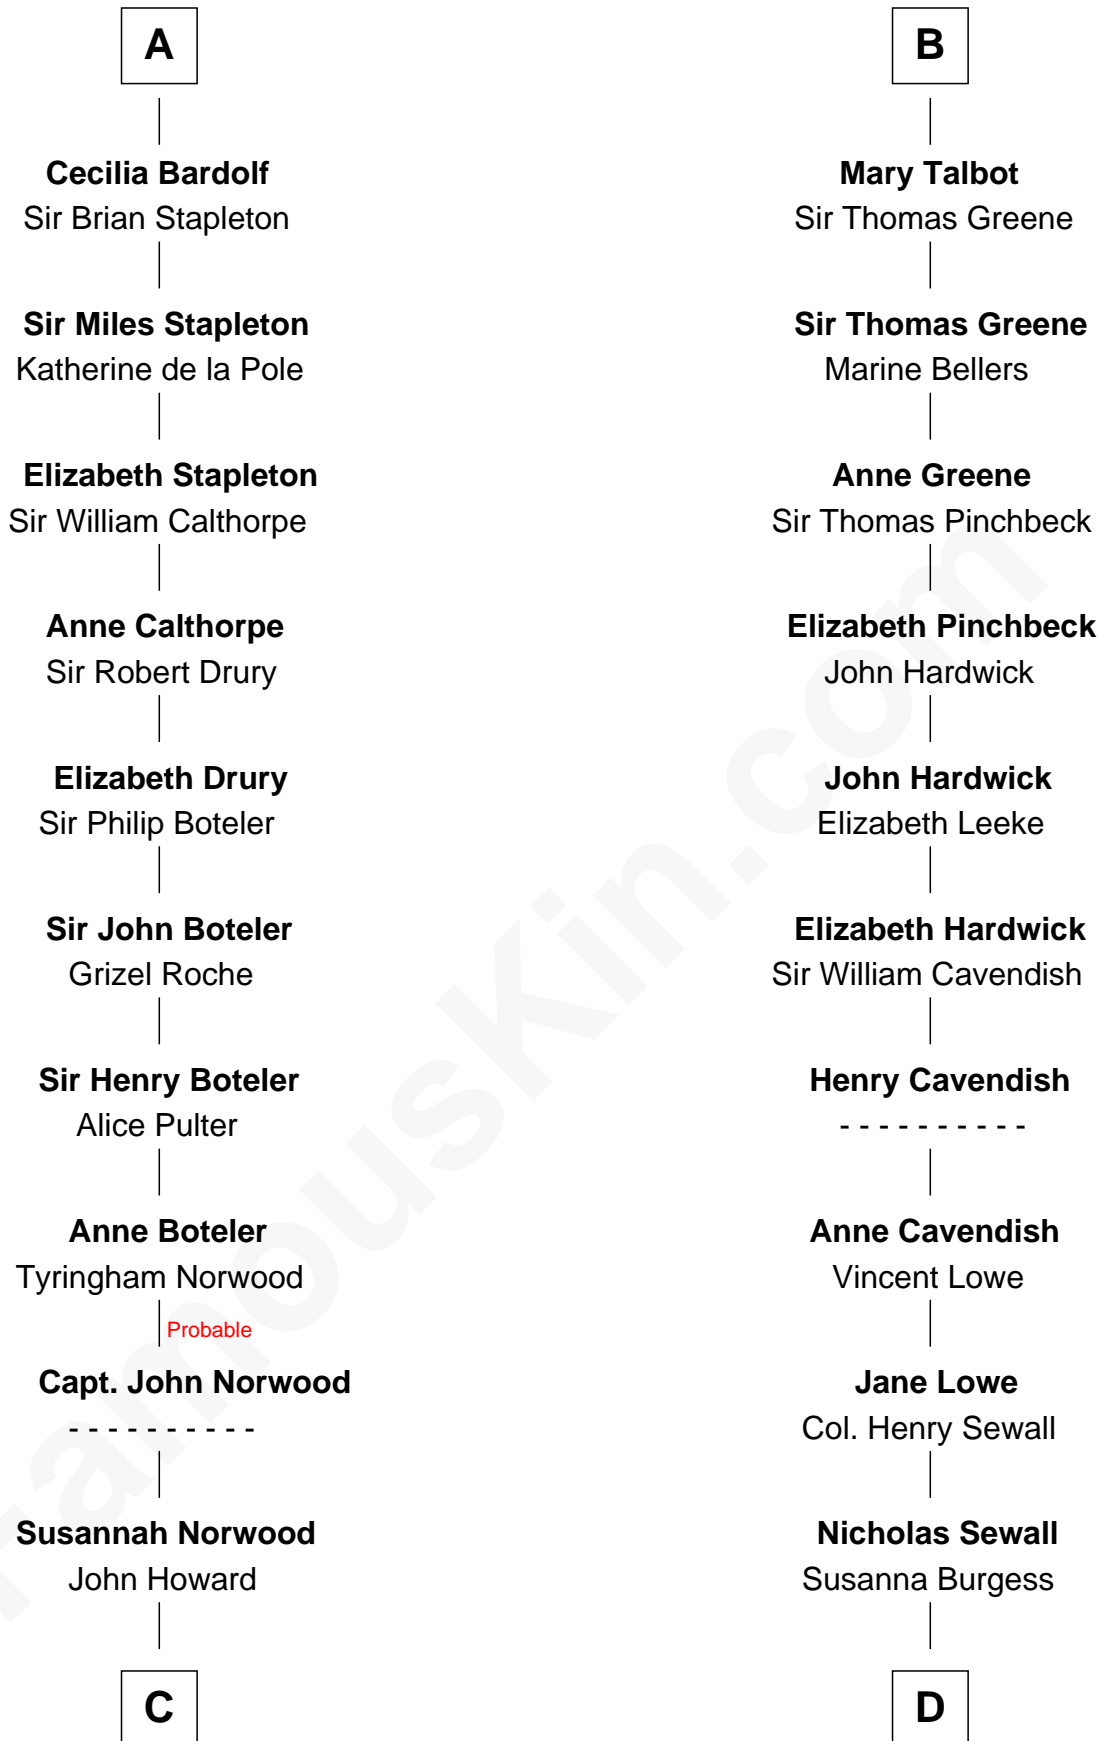 A
Cecilia Bardolf
Sir Brian Stapleton
Sir Miles Stapleton
Katherine de la Pole
Elizabeth Stapleton
Sir William Calthorpe
Anne Calthorpe
Sir Robert Drury
Elizabeth Drury
Sir Philip Boteler
Sir John Boteler
Grizel Roche
Sir Henry Boteler
Alice Pulter
Anne Boteler
Tyringham Norwood
Probable
Capt. John Norwood
- - - - - - - - - -
Susannah Norwood
John Howard
C
B
Mary Talbot
Sir Thomas Greene
Sir Thomas Greene
Marine Bellers
Anne Greene
Sir Thomas Pinchbeck
Elizabeth Pinchbeck
John Hardwick
John Hardwick
Elizabeth Leeke
Elizabeth Hardwick
Sir William Cavendish
Henry Cavendish
- - - - - - - - - -
Anne Cavendish
Vincent Lowe
Jane Lowe
Col. Henry Sewall
Nicholas Sewall
Susanna Burgess
D
FamousKin.com